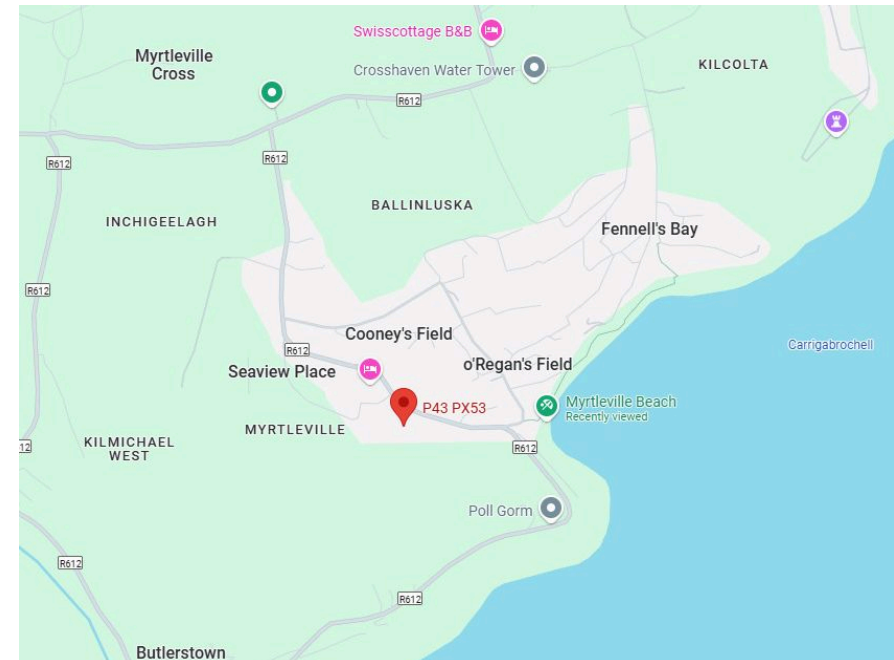 Swisscottage B&B
Myrtleville
Cross
Crosshaven Water Tower
KILCOLTA
R612
R612
R612
BALLINLUSKA
INCHIGEELAGH
Fennell's Bay
R612
Cooney's Field
Carrigabrochell
R612
o'Regan's Field
Seaview Place
Myrtleville Beach
Recently viewed
P43 PX53
MYRTLEVILLE
KILMICHAEL
WEST
12
R612
Poll Gorm
R612
R612
Butlerstown